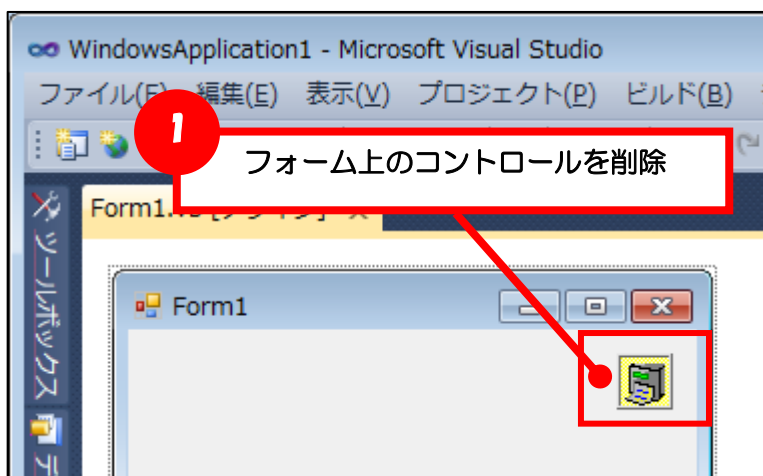 WindowsApplication1 - Microsoft Visual Studio
ファイル(F) 編集(E) 表示(V) プロジェクト(P) ビルド(B)
1
フォーム上のコントロールを削除
Form1.
ツールボックス
Form1